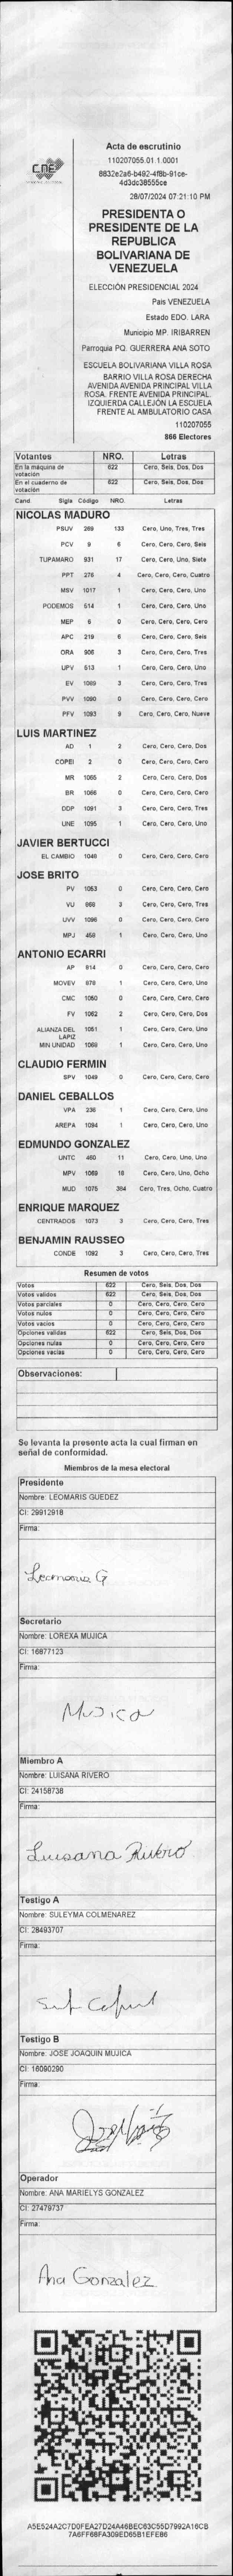 CNE
Acta de escrutinio
110207055.01.1.0001
8832e2a6-b492-4f8b-91ce-
4d3dc38555ce
28/07/2024 07:21:10 PM
PRESIDENTA O
PRESIDENTE DE LA
REPUBLICA
BOLIVARIANA DE
VENEZUELA
ELECCIÓN PRESIDENCIAL 2024
Pais VENEZUELA
Estado EDO. LARA
Municipio MP. IRIBARREN
Parroquia PQ. GUERRERA ANA SOTO
ESCUELA BOLIVARIANA VILLA ROSA
BARRIO VILLA ROSA DERECHA
AVENIDA AVENIDA PRINCIPAL VILLA
ROSA. FRENTE AVENIDA PRINCIPAL.
IZQUIERDA CALLEJÓN LA ESCUELA
FRENTE AL AMBULATORIO CASA
110207055
866 Electores
Votantes NRO. Letras
En la máquina de votación 622 Cero, Seis, Dos, Dos
En el cuaderno de votación 622 Cero, Seis, Dos, Dos
Cand. Sigla Código NRO. Letras
NICOLAS MADURO
PSUV 269 133 Cero, Uno, Tres, Tres
PCV 9 6 Cero, Cero, Cero, Seis
TUPAMARO 931 17 Cero, Cero, Uno, Siete
PPT 276 4 Cero, Cero, Cero, Cuatro
MSV 1017 1 Cero, Cero, Cero, Uno
PODEMOS 514 1 Cero, Cero, Cero, Uno
MEP 6 0 Cero, Cero, Cero, Cero
APC 219 6 Cero, Cero, Cero, Seis
ORA 906 3 Cero, Cero, Cero, Tres
UPV 513 1 Cero, Cero, Cero, Uno
EV 1089 3 Cero, Cero, Cero, Tres
PVV 1090 0 Cero, Cero, Cero, Cero
PFV 1093 9 Cero, Cero, Cero, Nueve
LUIS MARTINEZ
AD 1 2 Cero, Cero, Cero, Dos
COPEI 2 0 Cero, Cero, Cero, Cero
MR 1065 2 Cero, Cero, Cero, Dos
BR 1066 0 Cero, Cero, Cero, Cero
DDP 1091 3 Cero, Cero, Cero, Tres
UNE 1095 1 Cero, Cero, Cero, Uno
JAVIER BERTUCCI
EL CAMBIO 1048 0 Cero, Cero, Cero, Cero
JOSE BRITO
PV 1053 0 Cero, Cero, Cero, Cero
VU 968 3 Cero, Cero, Cero, Tres
UVV 1096 0 Cero, Cero, Cero, Cero
MPJ 458 1 Cero, Cero, Cero, Uno
ANTONIO ECARRI
AP 814 0 Cero, Cero, Cero, Cero
MOVEV 978 1 Cero, Cero, Cero, Uno
CMC 1050 0 Cero, Cero, Cero, Cero
FV 1062 2 Cero, Cero, Cero, Dos
ALIANZA DEL LAPIZ 1051 1 Cero, Cero, Cero, Uno
MIN UNIDAD 1068 1 Cero, Cero, Cero, Uno
CLAUDIO FERMIN
SPV 1049 0 Cero, Cero, Cero, Cero
DANIEL CEBALLOS
VPA 236 1 Cero, Cero, Cero, Uno
AREPA 1094 1 Cero, Cero, Cero, Uno
EDMUNDO GONZALEZ
UNTC 460 11 Cero, Cero, Uno, Uno
MPV 1069 18 Cero, Cero, Uno, Ocho
MUD 1075 384 Cero, Tres, Ocho, Cuatro
ENRIQUE MARQUEZ
CENTRADOS 1073 3 Cero, Cero, Cero, Tres
BENJAMIN RAUSSEO
CONDE 1092 3 Cero, Cero, Cero, Tres
Resumen de votos
Votos 622 Cero, Seis, Dos, Dos
Votos validos 622 Cero, Seis, Dos, Dos
Votos parciales 0 Cero, Cero, Cero, Cero
Votos nulos 0 Cero, Cero, Cero, Cero
Votos vacios 0 Cero, Cero, Cero, Cero
Opciones validas 622 Cero, Seis, Dos, Dos
Opciones nulas 0 Cero, Cero, Cero, Cero
Opciones vacias 0 Cero, Cero, Cero, Cero
Observaciones:
Se levanta la presente acta la cual firman en
señal de conformidad.
Miembros de la mesa electoral
Presidente
Nombre: LEOMARIS GUEDEZ
CI: 29912918
Firma:
Leomaris G
Secretario
Nombre: LOREXA MUJICA
CI: 16877123
Firma:
Mujica
Miembro A
Nombre: LUISANA RIVERO
CI: 24158738
Firma:
Luisana Rivero
Testigo A
Nombre: SULEYMA COLMENAREZ
CI: 28493707
Firma:
Testigo B
Nombre: JOSE JOAQUIN MUJICA
CI: 16090290
Firma:
Operador
Nombre: ANA MARIELYS GONZALEZ
CI: 27479737
Firma:
Ana Gonzalez
A5E524A2C7D0FEA27D24A46BEC63C55D7992A16CB
7A6FF68FA309ED65B1EFE86